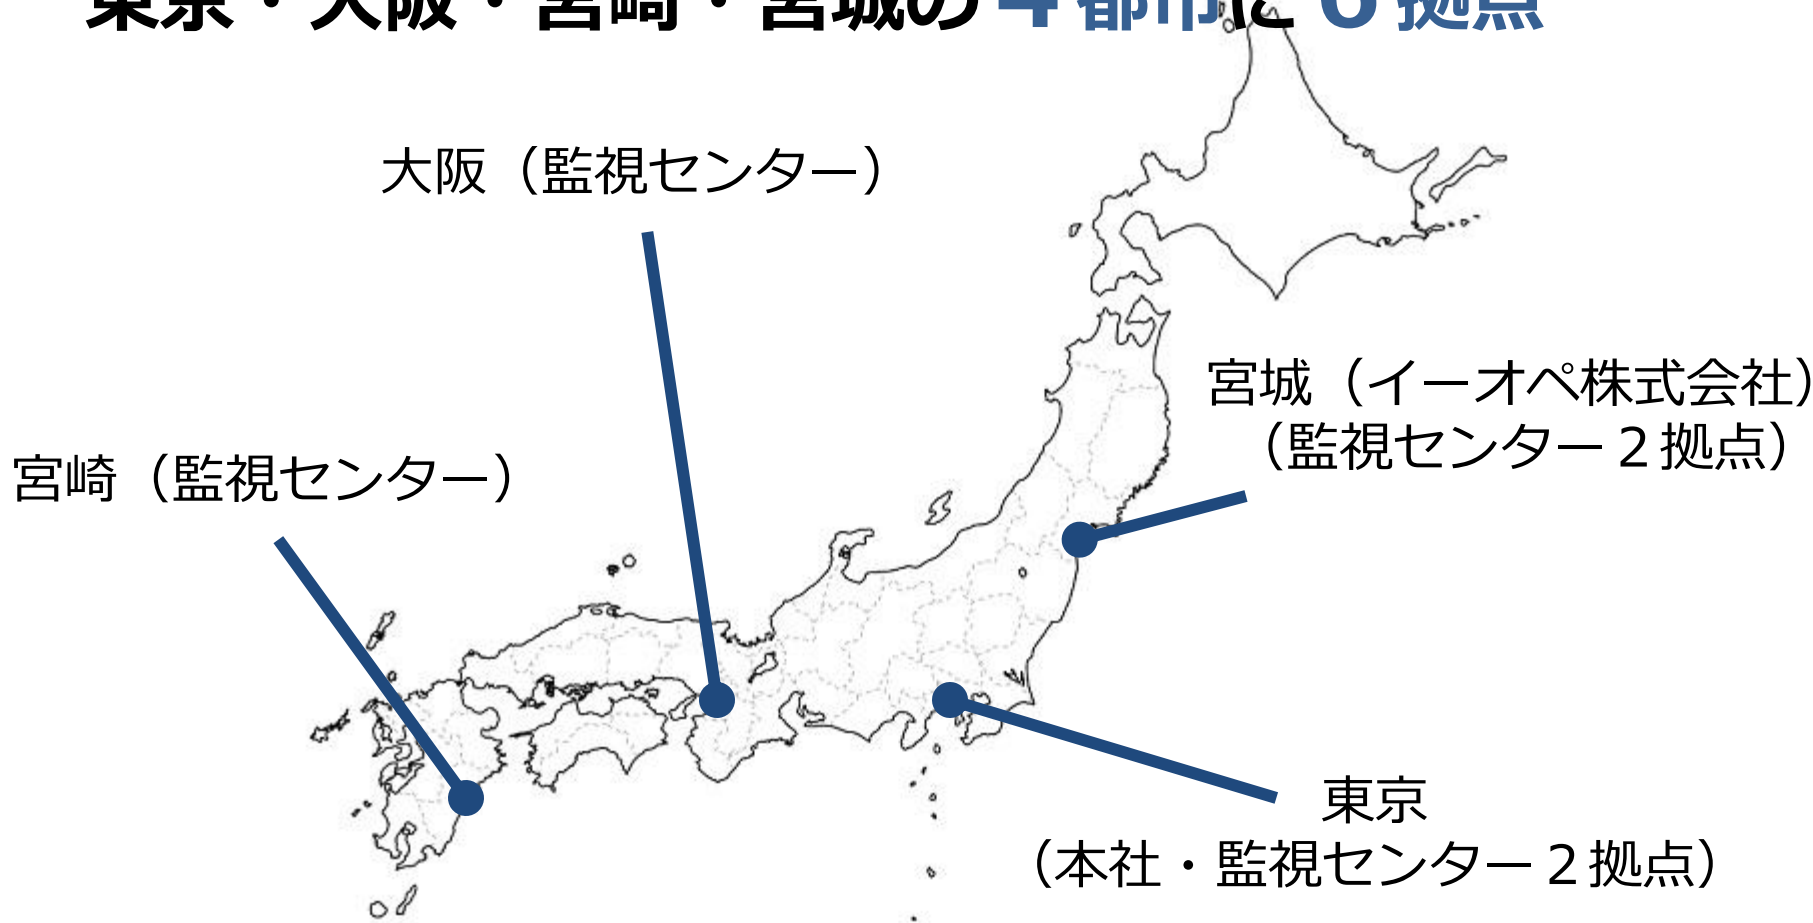 東京・大阪・宮崎・宮城の４都市に６拠点
大阪（監視センター）
宮城（イーオペ株式会社）
（監視センター２拠点）
宮崎（監視センター）
東京
（本社・監視センター２拠点）